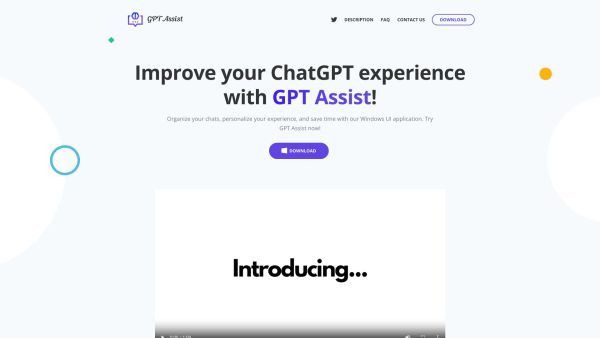 GPT Assist
DESCRIPTION FAQ CONTACT US DOWNLOAD
Improve your ChatGPT experience
with GPT Assist!
Organize your chats, personalize your experience, and save time with our Windows UI application. Try
GPT Assist now!
DOWNLOAD
Introducing...